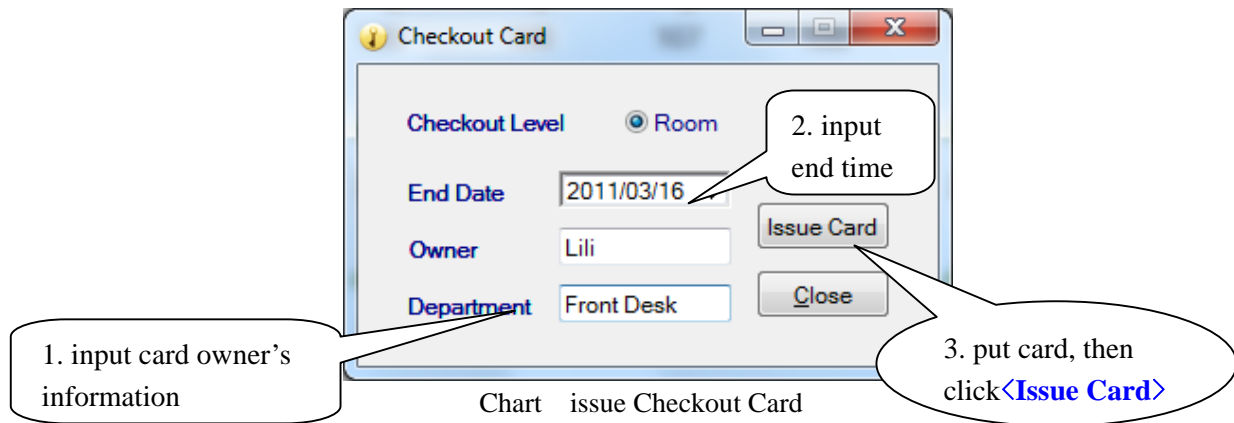 Checkout Card
Checkout Level Room
2. input
end time
End Date 2011/03/16
Issue Card
Owner Lili
Department Front Desk
Close
1. input card owner’s
information
3. put card, then
click<Issue Card>
Chart issue Checkout Card